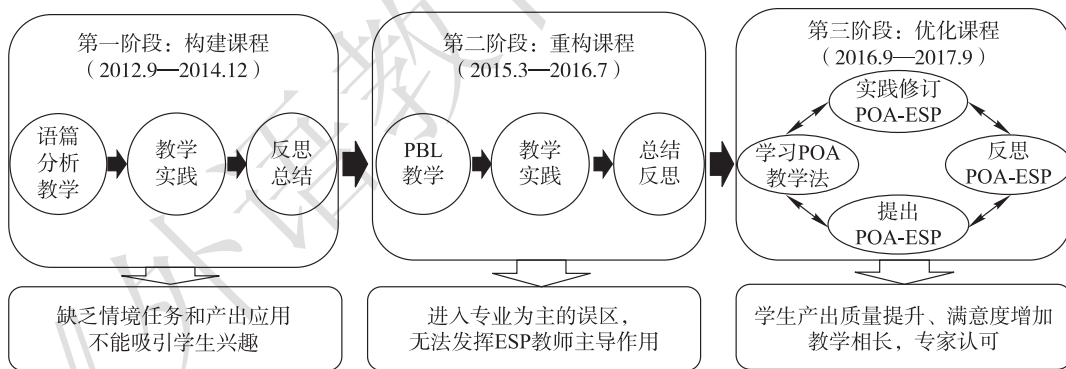 第一阶段：构建课程
（2012.9—2014.12）
语篇
分析
教学
教学
实践
反思
总结
缺乏情境任务和产出应用
不能吸引学生兴趣
第二阶段：重构课程
（2015.3—2016.7）
PBL
教学
教学
实践
总结
反思
进入专业为主的误区，
无法发挥ESP教师主导作用
第三阶段：优化课程
（2016.9—2017.9）
实践修订
POA-ESP
学习POA
教学法
反思
POA-ESP
提出
POA-ESP
学生产出质量提升、满意度增加
教学相长，专家认可
外语教